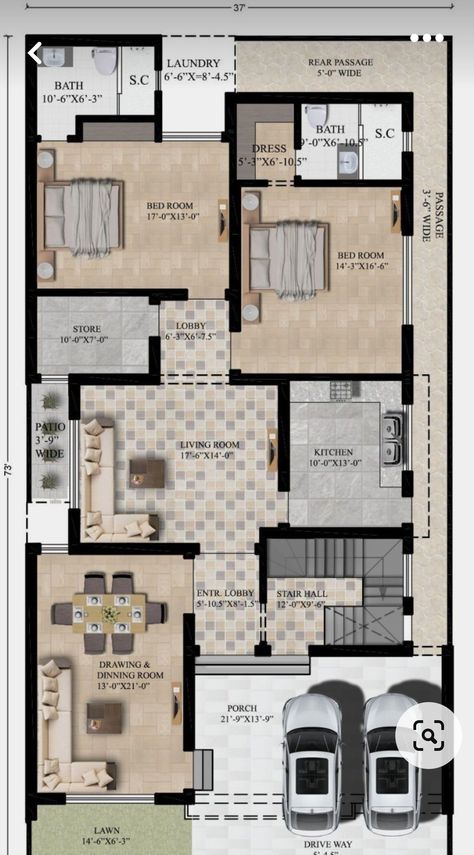 37'
LAUNDRY
6'-6"X=8'-4.5"
REAR PASSAGE
5'-0" WIDE
S.C
BATH
10'-6"X6'-3"
BATH
9'-0"X6'-10.5"
S.C
DRESS
5'-3"X6'-10.5"
PASSAGE
3'-6" WIDE
BED ROOM
17'-0"X13'-0"
BED ROOM
14'-3"X16'-6"
STORE
10'-0"X7'-0"
LOBBY
6'-3"X6'-7.5"
PATIO
3'-9"
WIDE
LIVING ROOM
17'-6"X14'-0"
KITCHEN
10'-0"X13'-0"
73'
ENTR. LOBBY
5'-10.5"X8'-1.5"
STAIR HALL
12'-0"X9'-6"
DRAWING &
DINNING ROOM
13'-0"X21'-0"
PORCH
21'-9"X13'-9"
LAWN
14'-6"X6'-3"
DRIVE WAY